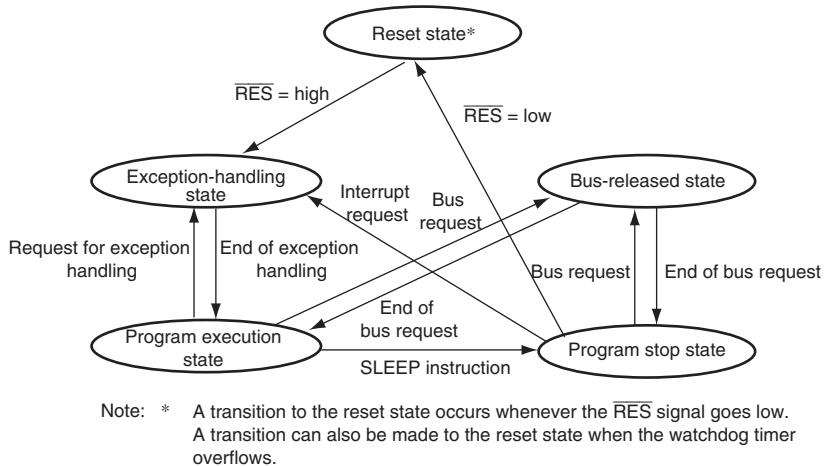 Reset state*
R̅E̅S̅ = high
R̅E̅S̅ = low
Exception-handling
state
Interrupt
request
Bus
request
Bus-released state
Request for exception
handling
End of exception
handling
Bus request
End of bus request
End of
bus request
Program execution
state
SLEEP instruction
Program stop state
Note: * A transition to the reset state occurs whenever the R̅E̅S̅ signal goes low.
A transition can also be made to the reset state when the watchdog timer
overflows.